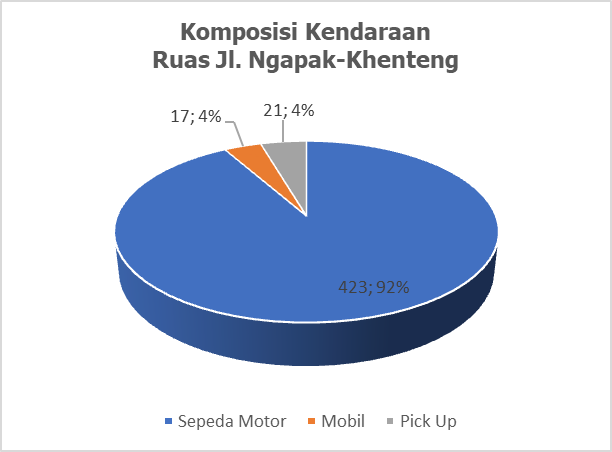 Komposisi Kendaraan
Ruas Jl. Ngapak-Khenteng
17; 4%
21; 4%
423; 92%
Sepeda Motor
Mobil
Pick Up